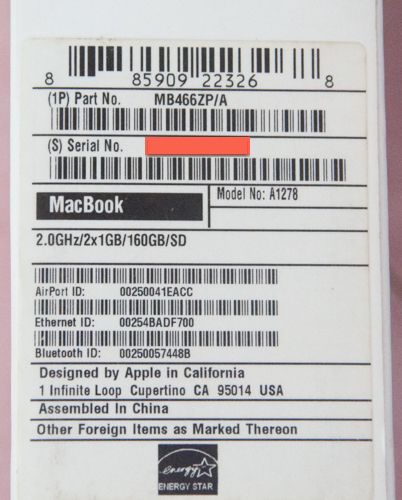 8 85909 22326 8
(1P) Part No. MB466ZP/A
(S) Serial No.
MacBook
Model No: A1278
2.0GHz/2x1GB/160GB/SD
AirPort ID: 00250041EACC
Ethernet ID: 00254BADF700
Bluetooth ID: 00250057448B
Designed by Apple in California
1 Infinite Loop Cupertino CA 95014 USA
Assembled In China
Other Foreign Items as Marked Thereon
energy
ENERGY STAR